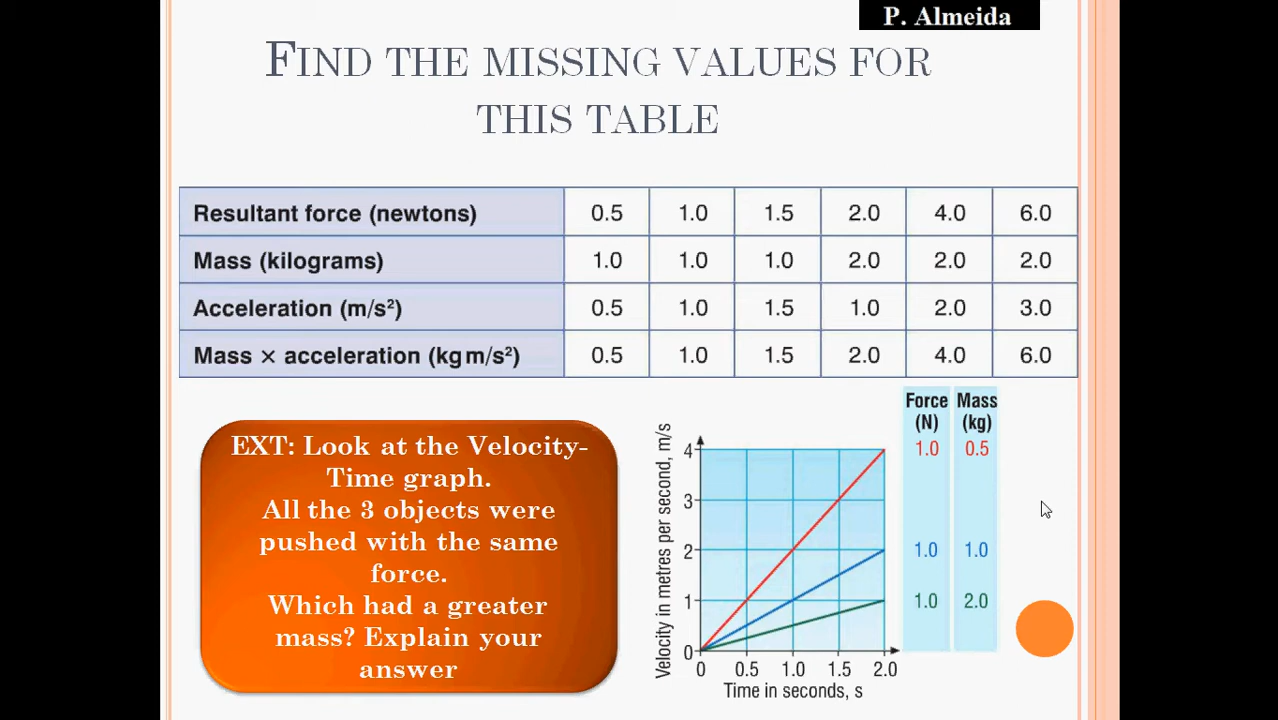 P. Almeida
FIND THE MISSING VALUES FOR
THIS TABLE
Resultant force (newtons) 0.5 1.0 1.5 2.0 4.0 6.0
Mass (kilograms) 1.0 1.0 1.0 2.0 2.0 2.0
Acceleration (m/s²) 0.5 1.0 1.5 1.0 2.0 3.0
Mass × acceleration (kg m/s²) 0.5 1.0 1.5 2.0 4.0 6.0
EXT: Look at the Velocity-
Time graph.
All the 3 objects were
pushed with the same
force.
Which had a greater
mass? Explain your
answer
Velocity in metres per second, m/s
4
3
2
1
0
0 0.5 1.0 1.5 2.0
Time in seconds, s
Force Mass
(N) (kg)
1.0 0.5
1.0 1.0
1.0 2.0